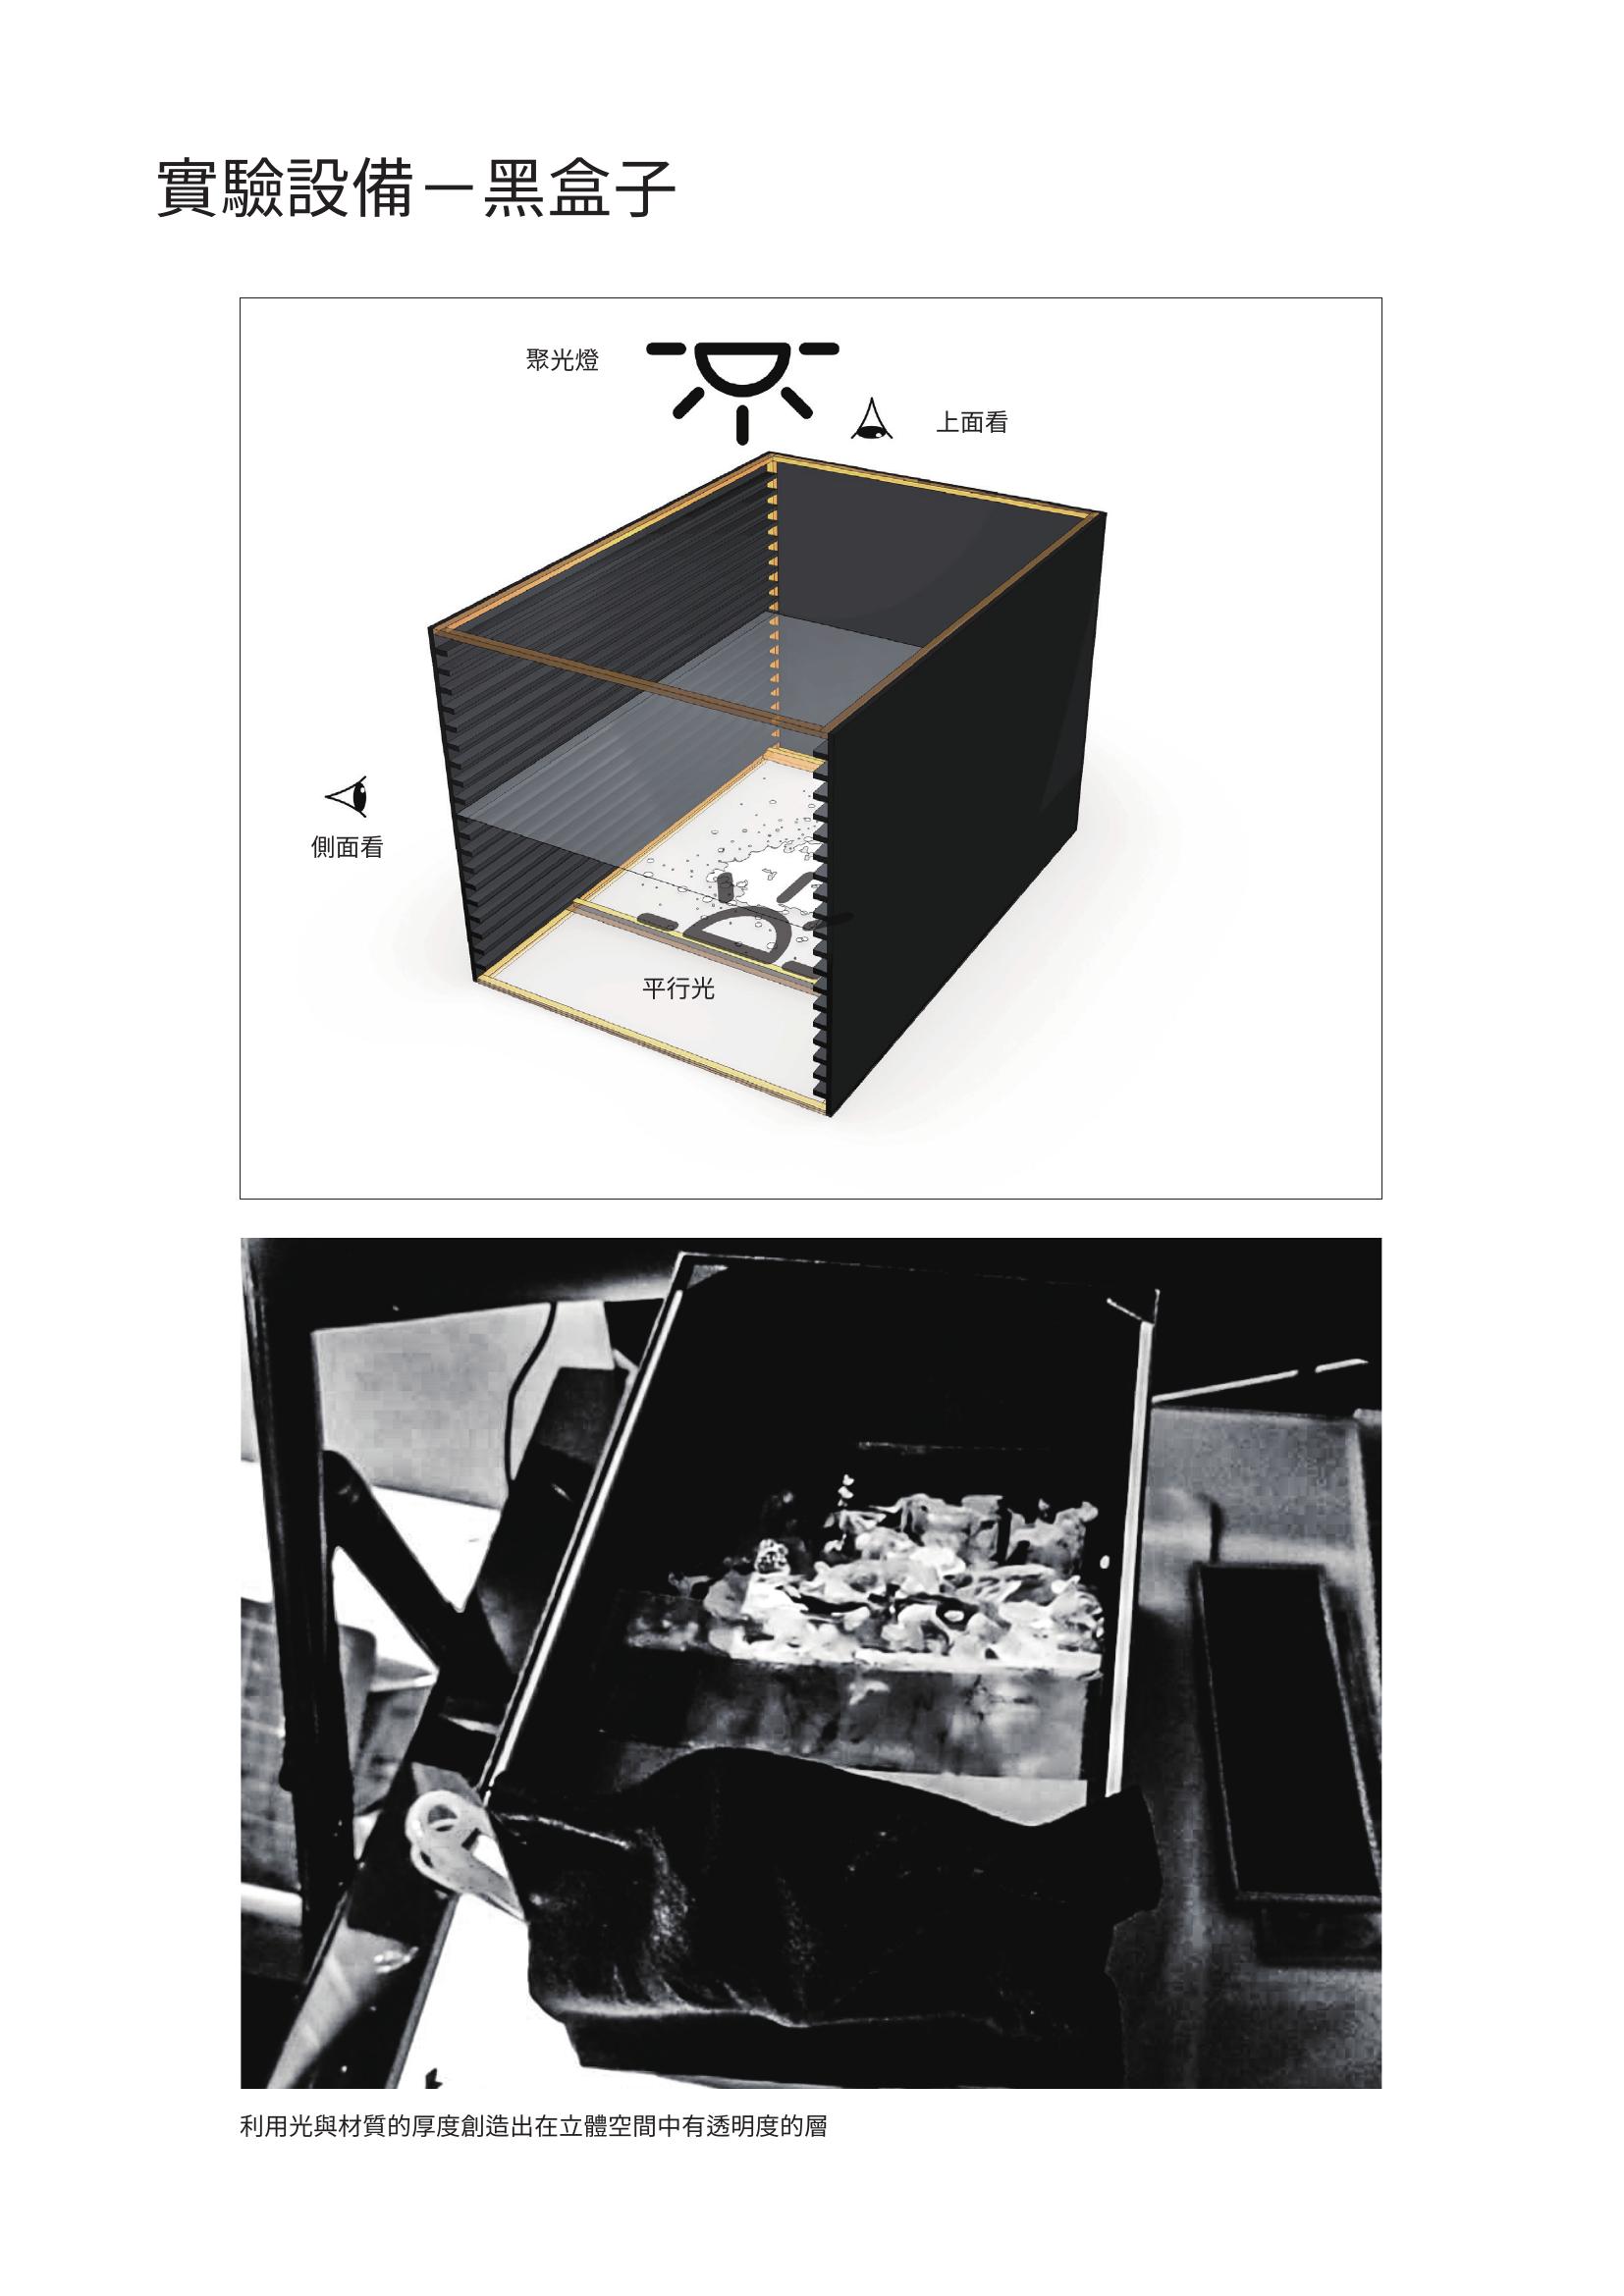 實驗設備－黑盒子
聚光燈
上面看
側面看
平行光
利用光與材質的厚度創造出在立體空間中有透明度的層